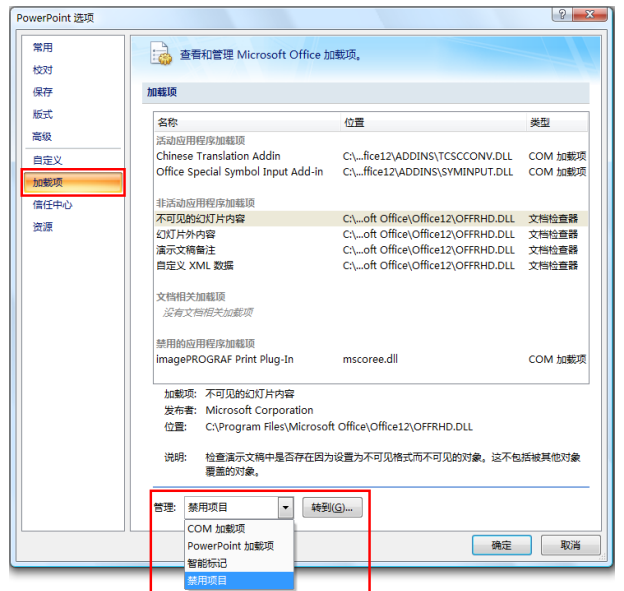 PowerPoint 选项
常用
校对
保存
版式
高级
自定义
加载项
信任中心
资源
查看和管理 Microsoft Office 加载项。
加载项
名称 位置 类型
活动应用程序加载项
Chinese Translation Addin C:\...fice12\ADDINS\TCSCCONV.DLL COM 加载项
Office Special Symbol Input Add-in C:\...ffice12\ADDINS\SYMINPUT.DLL COM 加载项
非活动应用程序加载项
不可见的幻灯片内容 C:\...oft Office\Office12\OFFRHD.DLL 文档检查器
幻灯片外内容 C:\...oft Office\Office12\OFFRHD.DLL 文档检查器
演示文稿备注 C:\...oft Office\Office12\OFFRHD.DLL 文档检查器
自定义 XML 数据 C:\...oft Office\Office12\OFFRHD.DLL 文档检查器
文档相关加载项
没有文档相关加载项
禁用的应用程序加载项
imagePROGRAF Print Plug-In mscoree.dll COM 加载项
加载项: 不可见的幻灯片内容
发布者: Microsoft Corporation
位置: C:\Program Files\Microsoft Office\Office12\OFFRHD.DLL
说明: 检查演示文稿中是否存在因为设置为不可见格式而不可见的对象。这不包括被其他对象
覆盖的对象。
管理: 禁用项目 转到(G)...
COM 加载项
PowerPoint 加载项
智能标记
禁用项目
确定 取消